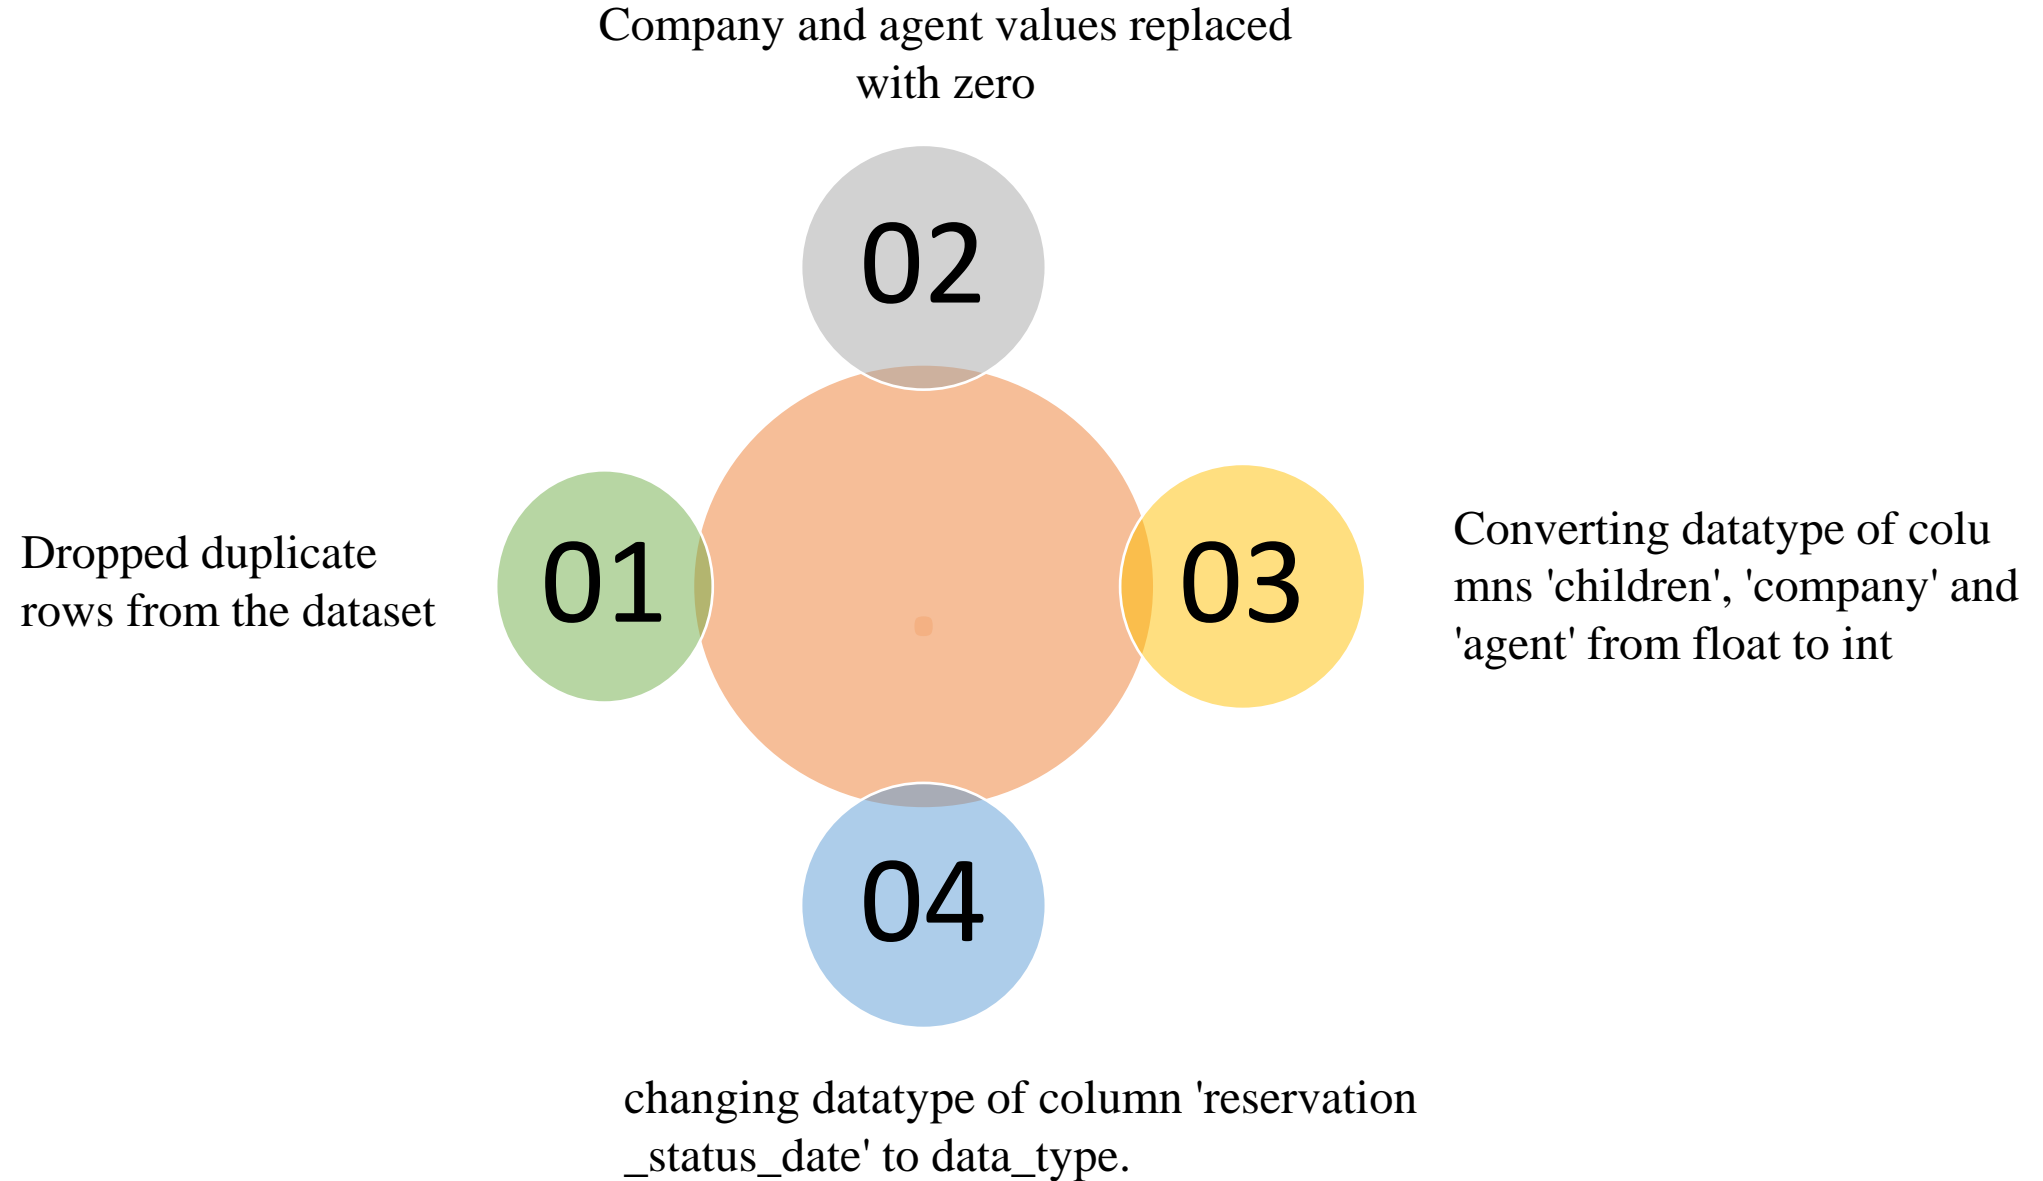 Company and agent values replaced
with zero
02
Dropped duplicate
rows from the dataset
01
03
Converting datatype of colu
mns 'children', 'company' and
'agent' from float to int
04
changing datatype of column 'reservation
_status_date' to data_type.